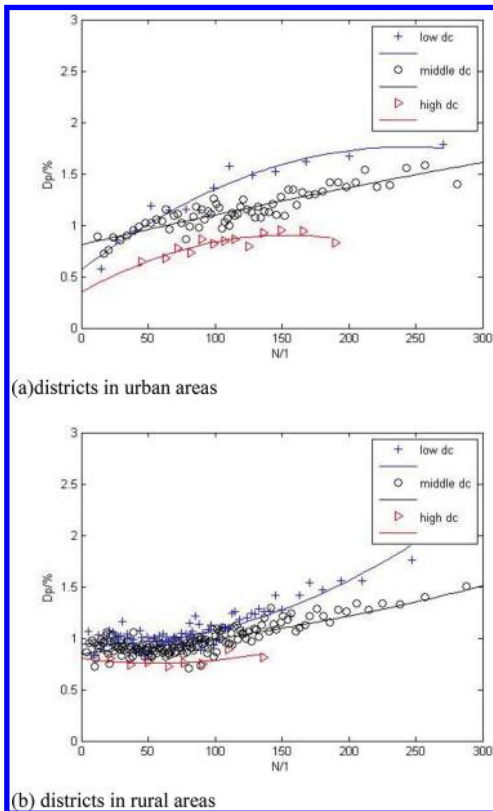 3
low dc
2.5
middle dc
2
high dc
Dp/%
1.5
1
0.5
0
0 50 100 150 200 250 300
N/1
(a)districts in urban areas
3
low dc
2.5
middle dc
2
high dc
Dp/%
1.5
1
0.5
0
0 50 100 150 200 250 300
N/1
(b) districts in rural areas